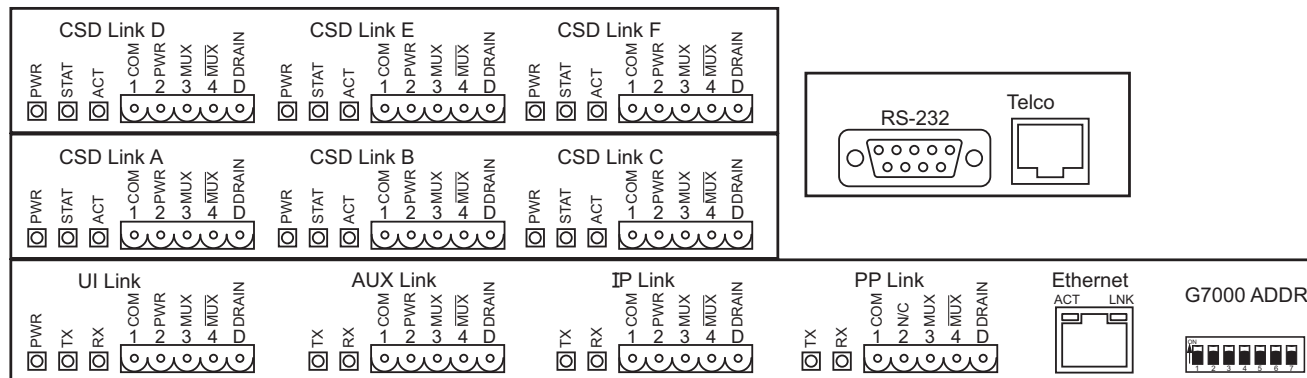 CSD Link D
PWR STAT ACT 1 COM 2 PWR 3 MUX 4 MUX D DRAIN
CSD Link E
PWR STAT ACT 1 COM 2 PWR 3 MUX 4 MUX D DRAIN
CSD Link F
PWR STAT ACT 1 COM 2 PWR 3 MUX 4 MUX D DRAIN
RS-232
Telco
CSD Link A
PWR STAT ACT 1 COM 2 PWR 3 MUX 4 MUX D DRAIN
CSD Link B
PWR STAT ACT 1 COM 2 PWR 3 MUX 4 MUX D DRAIN
CSD Link C
PWR STAT ACT 1 COM 2 PWR 3 MUX 4 MUX D DRAIN
UI Link
PWR TX RX 1 COM 2 PWR 3 MUX 4 MUX D DRAIN
AUX Link
TX RX 1 COM 2 PWR 3 MUX 4 MUX D DRAIN
IP Link
TX RX 1 COM 2 PWR 3 MUX 4 MUX D DRAIN
PP Link
TX RX 1 COM 2 N/C 3 MUX 4 MUX D DRAIN
Ethernet
ACT LNK
G7000 ADDR
ON
1 2 3 4 5 6 7